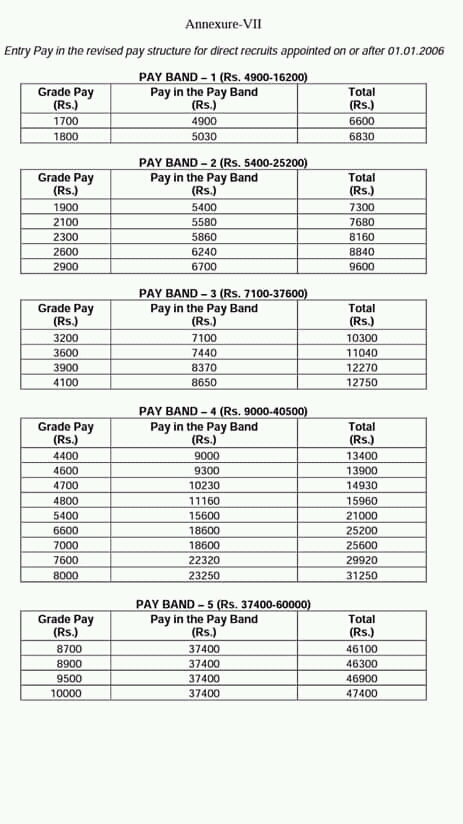 Annexure-VII
Entry Pay in the revised pay structure for direct recruits appointed on or after 01.01.2006
PAY BAND – 1 (Rs. 4900-16200)
Grade Pay (Rs.) Pay in the Pay Band (Rs.) Total (Rs.)
1700 4900 6600
1800 5030 6830
PAY BAND – 2 (Rs. 5400-25200)
Grade Pay (Rs.) Pay in the Pay Band (Rs.) Total (Rs.)
1900 5400 7300
2100 5580 7680
2300 5860 8160
2600 6240 8840
2900 6700 9600
PAY BAND – 3 (Rs. 7100-37600)
Grade Pay (Rs.) Pay in the Pay Band (Rs.) Total (Rs.)
3200 7100 10300
3600 7440 11040
3900 8370 12270
4100 8650 12750
PAY BAND – 4 (Rs. 9000-40500)
Grade Pay (Rs.) Pay in the Pay Band (Rs.) Total (Rs.)
4400 9000 13400
4600 9300 13900
4700 10230 14930
4800 11160 15960
5400 15600 21000
6600 18600 25200
7000 18600 25600
7600 22320 29920
8000 23250 31250
PAY BAND – 5 (Rs. 37400-60000)
Grade Pay (Rs.) Pay in the Pay Band (Rs.) Total (Rs.)
8700 37400 46100
8900 37400 46300
9500 37400 46900
10000 37400 47400